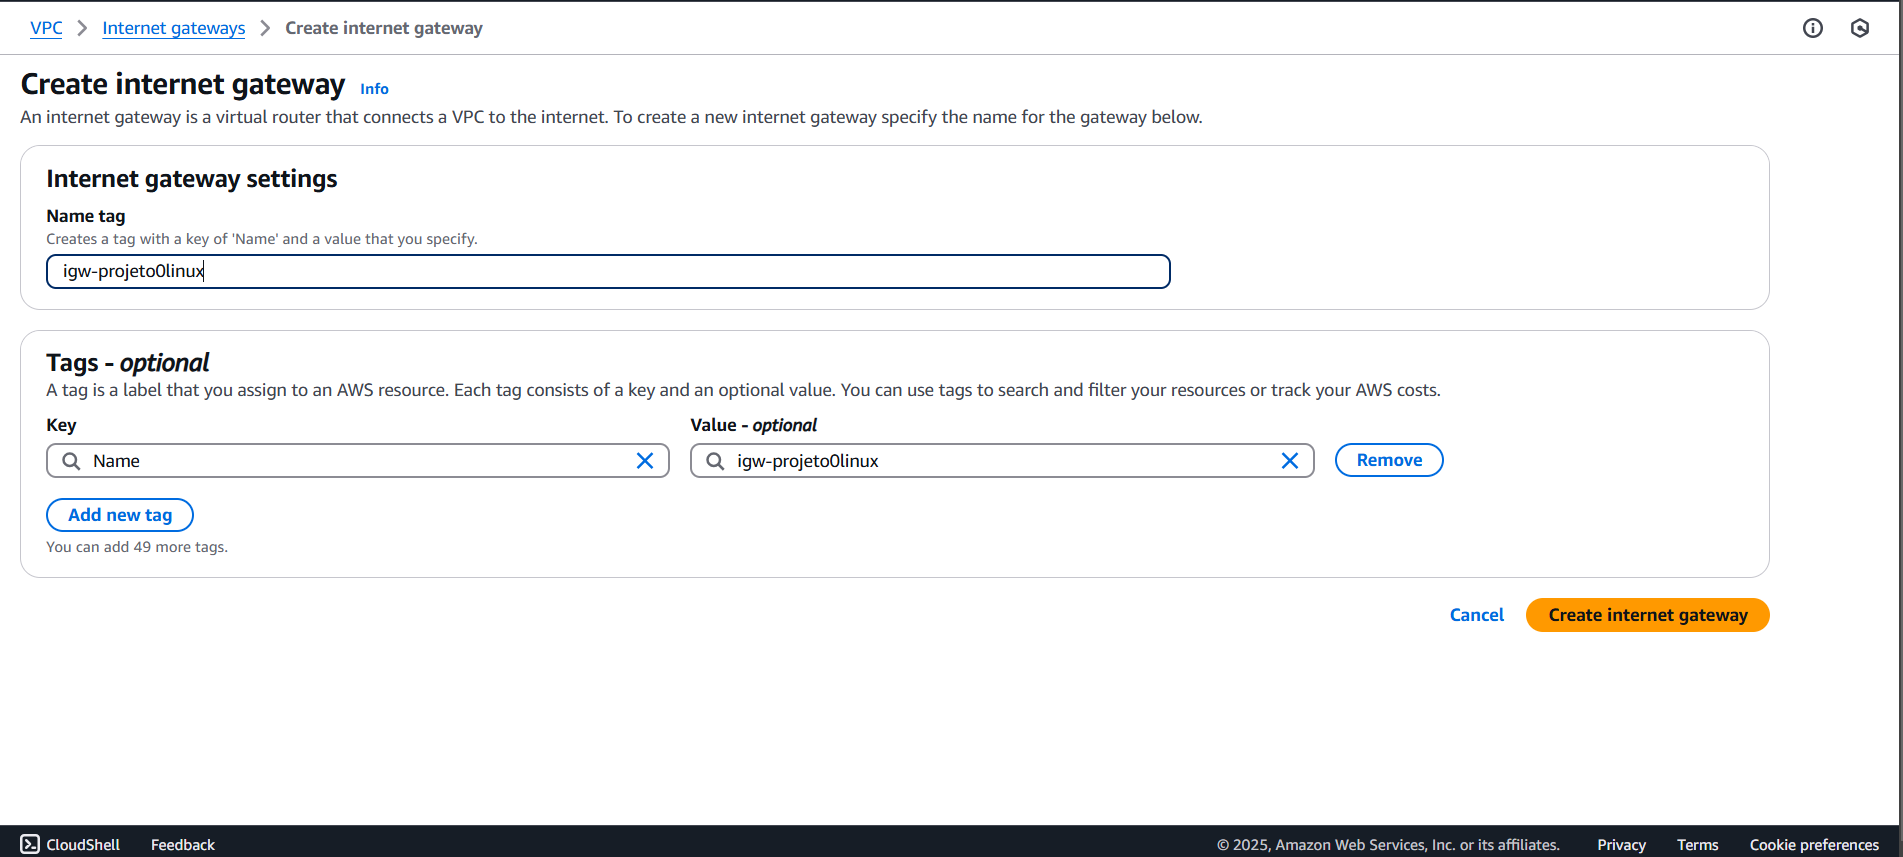 VPC > Internet gateways > Create internet gateway
Create internet gateway Info
An internet gateway is a virtual router that connects a VPC to the internet. To create a new internet gateway specify the name for the gateway below.
Internet gateway settings
Name tag
Creates a tag with a key of 'Name' and a value that you specify.
igw-projeto0linux
Tags - optional
A tag is a label that you assign to an AWS resource. Each tag consists of a key and an optional value. You can use tags to search and filter your resources or track your AWS costs.
Key Value - optional
Name igw-projeto0linux Remove
Add new tag
You can add 49 more tags.
Cancel Create internet gateway
CloudShell Feedback © 2025, Amazon Web Services, Inc. or its affiliates. Privacy Terms Cookie preferences